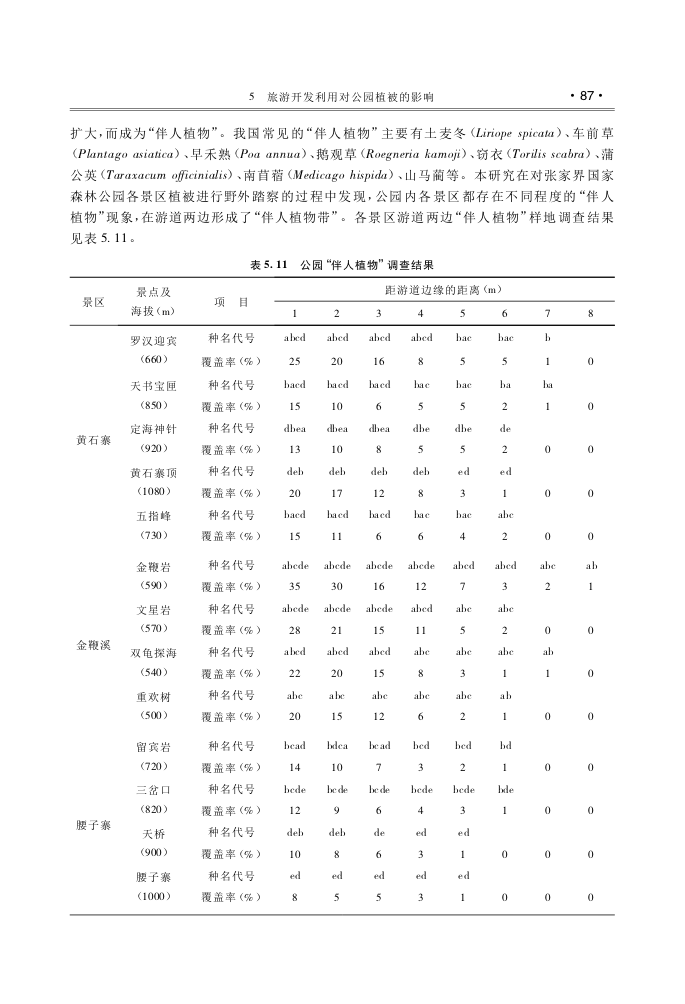 5 旅游开发利用对公园植被的影响 ·87·
扩大,而成为“伴人植物”。我国常见的“伴人植物”主要有土麦冬(Liriope spicata)、车前草
(Plantago asiatica)、早禾熟(Poa annua)、鹅观草(Roegneria kamoji)、窃衣(Torilis scabra)、蒲
公英(Taraxacum officinialis)、南苜蓿(Medicago hispida)、山马蔺等。本研究在对张家界国家
森林公园各景区植被进行野外踏察的过程中发现,公园内各景区都存在不同程度的“伴人
植物”现象,在游道两边形成了“伴人植物带”。各景区游道两边“伴人植物”样地调查结果
见表 5.11。
表 5.11 公园“伴人植物”调查结果
景区 景点及海拔(m) 项 目 距游道边缘的距离(m)
1 2 3 4 5 6 7 8
黄石寨
罗汉迎宾 种名代号 abcd abcd abcd abcd bac bac b
(660) 覆盖率(%) 25 20 16 8 5 5 1 0
天书宝匣 种名代号 bacd bacd bacd bac bac ba ba
(850) 覆盖率(%) 15 10 6 5 5 2 1 0
定海神针 种名代号 dbea dbea dbea dbe dbe de
(920) 覆盖率(%) 13 10 8 5 5 2 0 0
黄石寨顶 种名代号 deb deb deb deb ed ed
(1080) 覆盖率(%) 20 17 12 8 3 1 0 0
五指峰 种名代号 bacd bacd bacd bac bac abc
(730) 覆盖率(%) 15 11 6 6 4 2 0 0
金鞭溪
金鞭岩 种名代号 abcde abcde abcde abcde abcd abcd abc ab
(590) 覆盖率(%) 35 30 16 12 7 3 2 1
文星岩 种名代号 abcde abcde abcde abcd abc abc
(570) 覆盖率(%) 28 21 15 11 5 2 0 0
双龟探海 种名代号 abcd abcd abcd abc abc abc ab
(540) 覆盖率(%) 22 20 15 8 3 1 1 0
重欢树 种名代号 abc abc abc abc abc ab
(500) 覆盖率(%) 20 15 12 6 2 1 0 0
腰子寨
留宾岩 种名代号 bcad bdca bcad bcd bcd bd
(720) 覆盖率(%) 14 10 7 3 2 1 0 0
三岔口 种名代号 bcde bcde bcde bcde bcde bde
(820) 覆盖率(%) 12 9 6 4 3 1 0 0
天桥 种名代号 deb deb de ed ed
(900) 覆盖率(%) 10 8 6 3 1 0 0 0
腰子寨 种名代号 ed ed ed ed ed
(1000) 覆盖率(%) 8 5 5 3 1 0 0 0